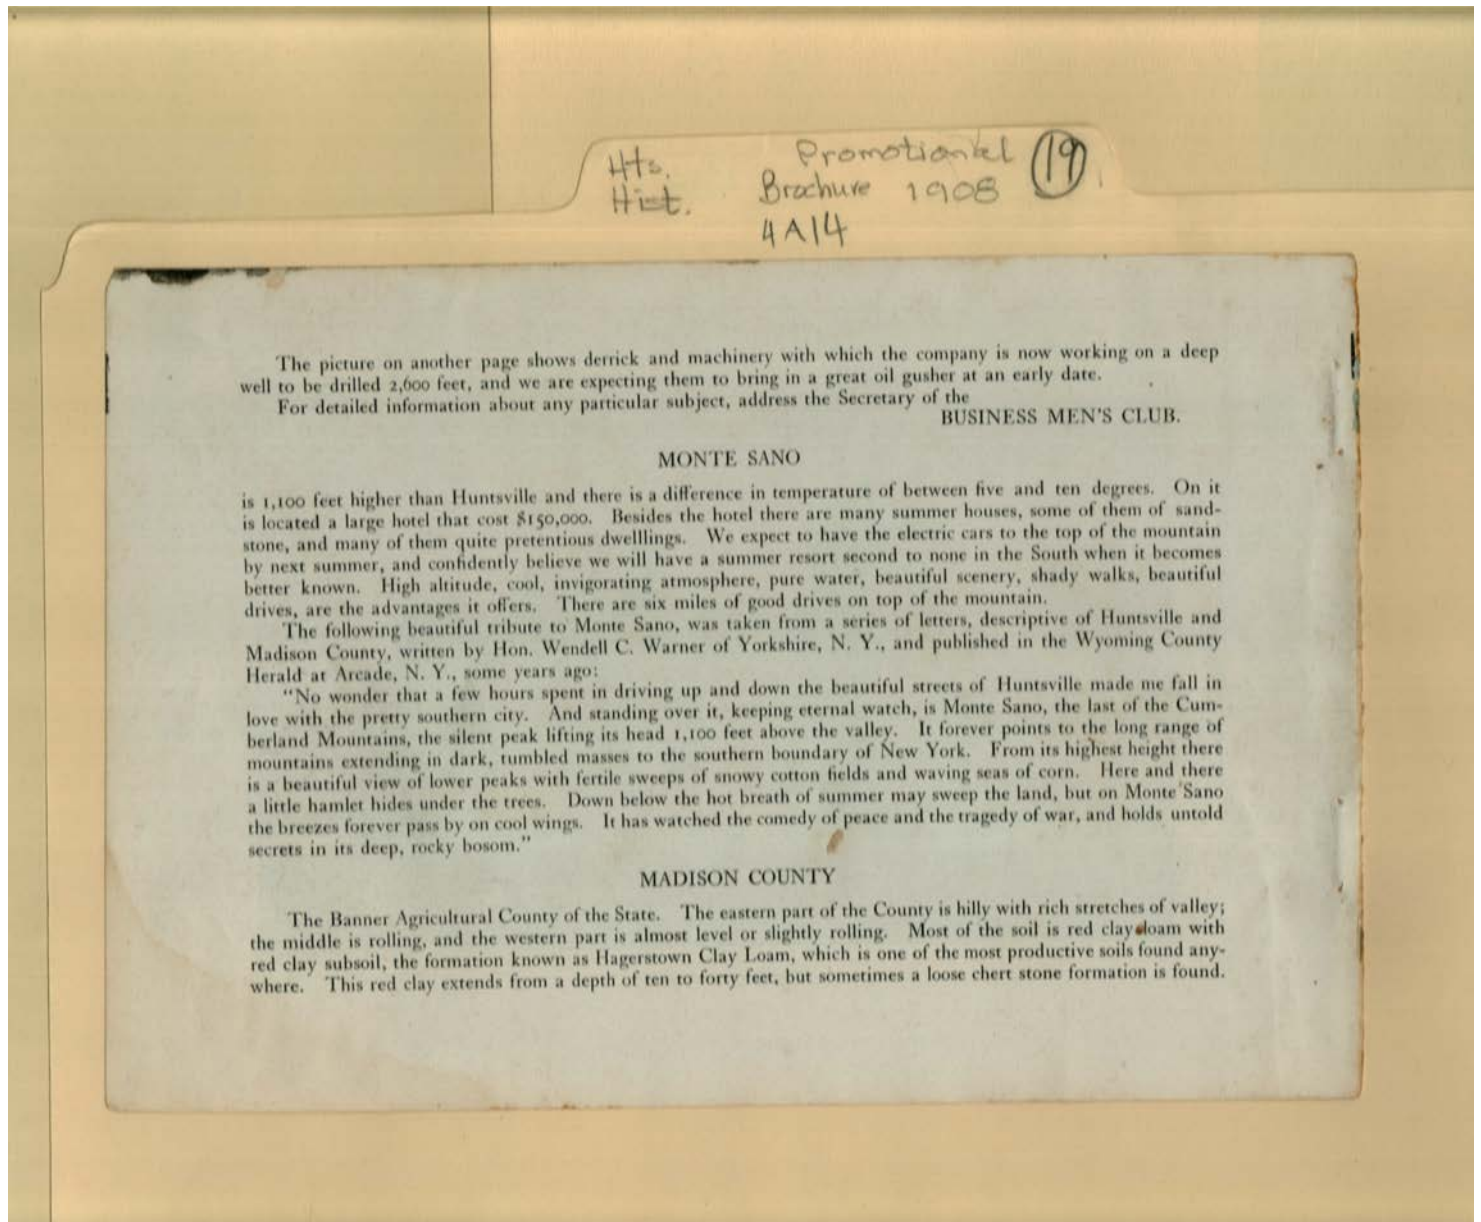 Hts. Promotional 19
Hist. Brochure 1908
4A14
The picture on another page shows derrick and machinery with which the company is now working on a deep
well to be drilled 2,600 feet, and we are expecting them to bring in a great oil gusher at an early date.
For detailed information about any particular subject, address the Secretary of the
BUSINESS MEN'S CLUB.
MONTE SANO
is 1,100 feet higher than Huntsville and there is a difference in temperature of between five and ten degrees. On it
is located a large hotel that cost $150,000. Besides the hotel there are many summer houses, some of them of sand-
stone, and many of them quite pretentious dwelllings. We expect to have the electric cars to the top of the mountain
by next summer, and confidently believe we will have a summer resort second to none in the South when it becomes
better known. High altitude, cool, invigorating atmosphere, pure water, beautiful scenery, shady walks, beautiful
drives, are the advantages it offers. There are six miles of good drives on top of the mountain.
The following beautiful tribute to Monte Sano, was taken from a series of letters, descriptive of Huntsville and
Madison County, written by Hon. Wendell C. Warner of Yorkshire, N. Y., and published in the Wyoming County
Herald at Arcade, N. Y., some years ago:
"No wonder that a few hours spent in driving up and down the beautiful streets of Huntsville made me fall in
love with the pretty southern city. And standing over it, keeping eternal watch, is Monte Sano, the last of the Cum-
berland Mountains, the silent peak lifting its head 1,100 feet above the valley. It forever points to the long range of
mountains extending in dark, tumbled masses to the southern boundary of New York. From its highest height there
is a beautiful view of lower peaks with fertile sweeps of snowy cotton fields and waving seas of corn. Here and there
a little hamlet hides under the trees. Down below the hot breath of summer may sweep the land, but on Monte Sano
the breezes forever pass by on cool wings. It has watched the comedy of peace and the tragedy of war, and holds untold
secrets in its deep, rocky bosom."
MADISON COUNTY
The Banner Agricultural County of the State. The eastern part of the County is hilly with rich stretches of valley;
the middle is rolling, and the western part is almost level or slightly rolling. Most of the soil is red clay loam with
red clay subsoil, the formation known as Hagerstown Clay Loam, which is one of the most productive soils found any-
where. This red clay extends from a depth of ten to forty feet, but sometimes a loose chert stone formation is found.